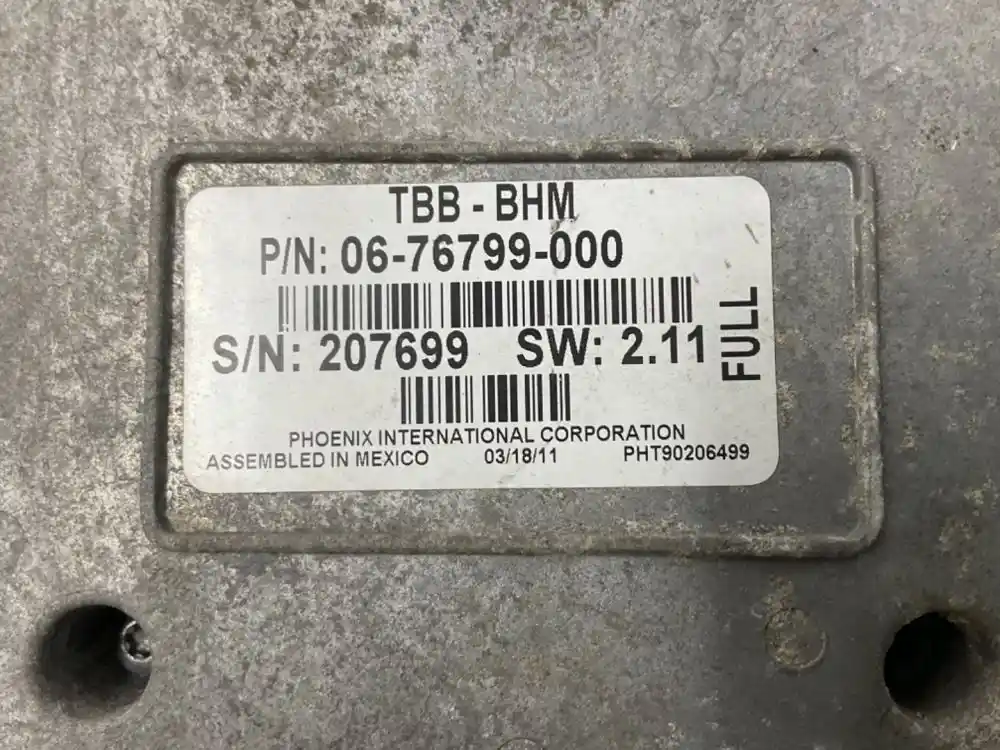 TBB - BHM
P/N: 06-76799-000
S/N: 207699 SW: 2.11
FULL
PHOENIX INTERNATIONAL CORPORATION
ASSEMBLED IN MEXICO 03/18/11 PHT90206499